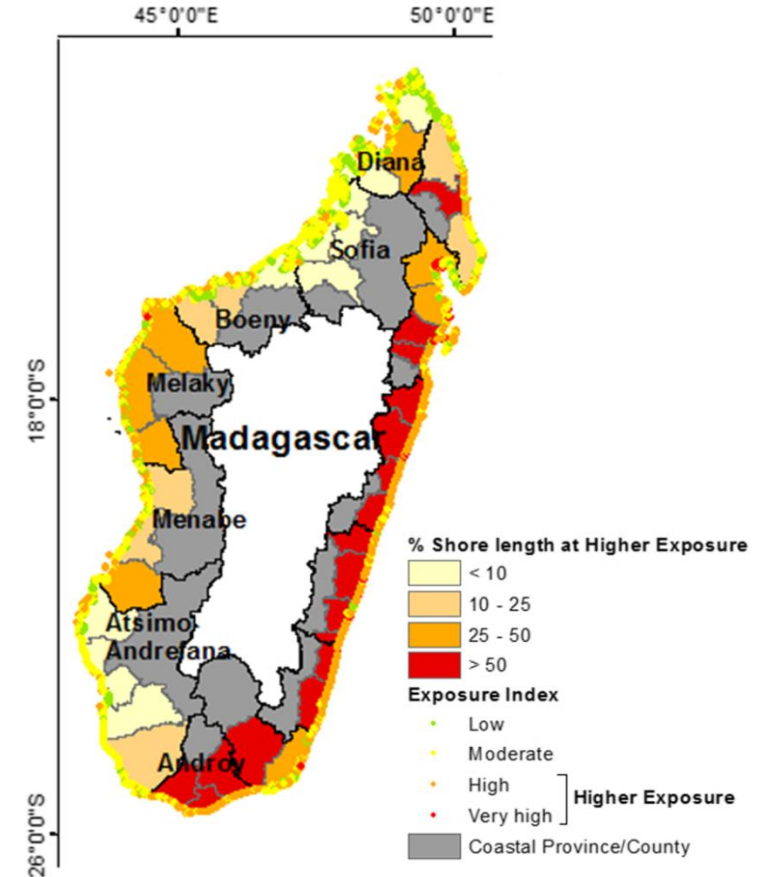 45°0'0"E
50°0'0"E
Diana
Sofia
Boeny
18°0'0"S
Melaky
Madagascar
Menabe
% Shore length at Higher Exposure
< 10
10 - 25
25 - 50
> 50
Atsimo
Andrefana
Exposure Index
Low
Moderate
High
Very high
Higher Exposure
Androy
Coastal Province/County
26°0'0"S